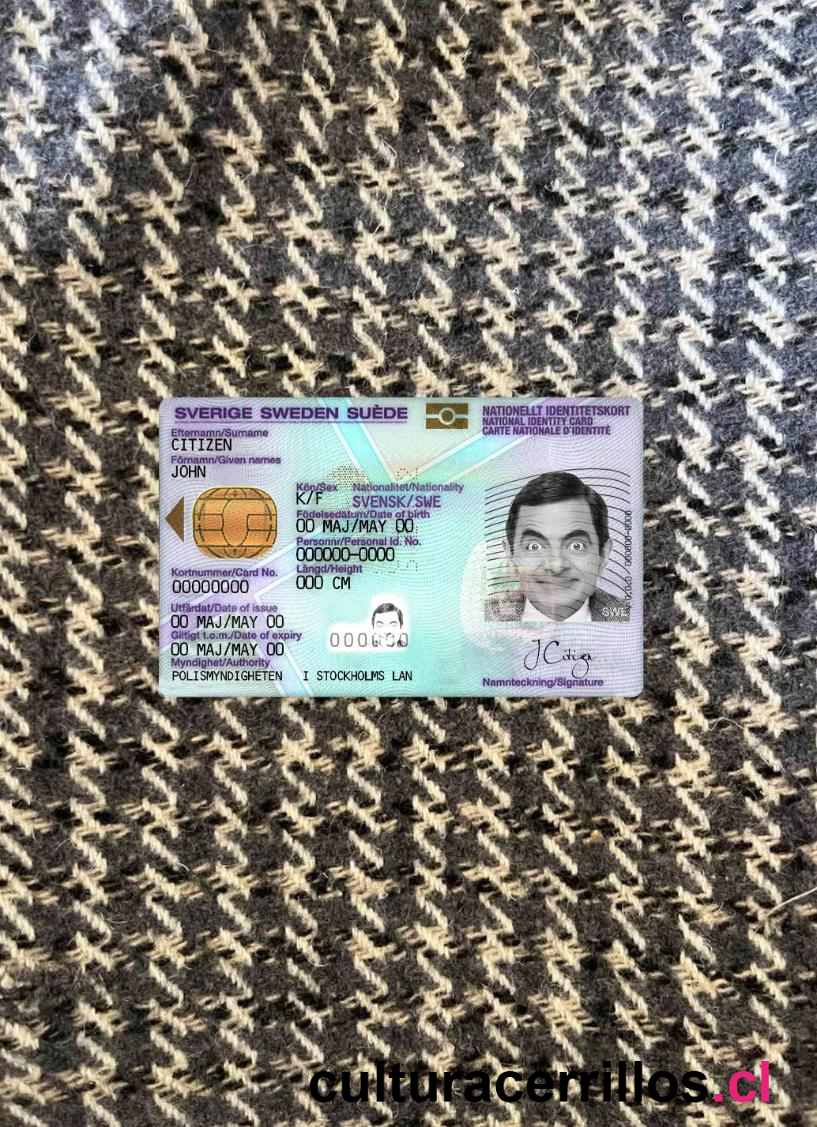 SVERIGE SWEDEN SUÈDE
NATIONELLT IDENTITETSKORT
NATIONAL IDENTITY CARD
CARTE NATIONALE D'IDENTITÉ
Efternamn/Surname
CITIZEN
Förnamn/Given names
JOHN
Kön/Sex Nationalitet/Nationality
K/F SVENSK/SWE
Födelsedatum/Date of birth
00 MAJ/MAY 00
Personnr/Personal Id. No.
000000-0000
Längd/Height
000 CM
Kortnummer/Card No.
00000000
Utfärdat/Date of issue
00 MAJ/MAY 00
Giltigt t.o.m./Date of expiry
00 MAJ/MAY 00
Myndighet/Authority
POLISMYNDIGHETEN I STOCKHOLMS LAN
000000
SWE
J Citizen
Namnteckning/Signature
culturacerrillos.cl